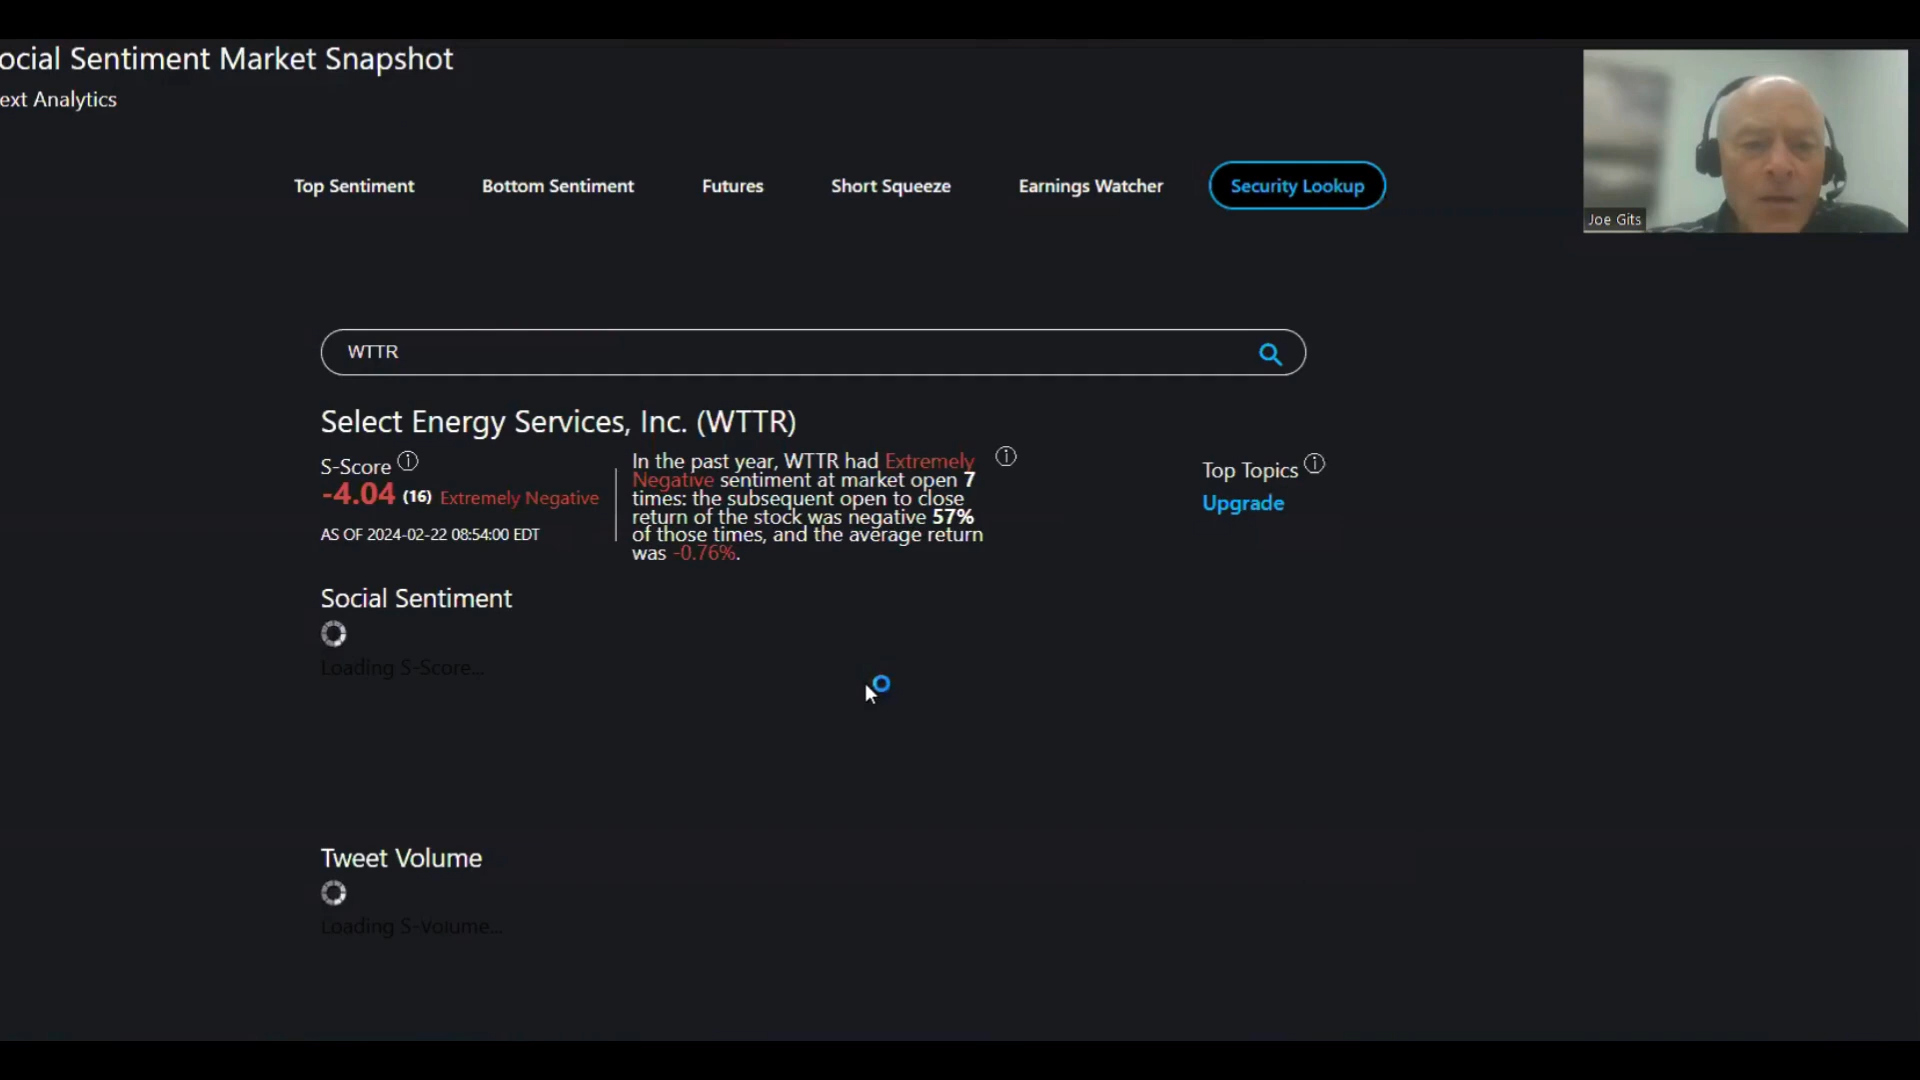 ocial Sentiment Market Snapshot
ext Analytics
Top Sentiment
Bottom Sentiment
Futures
Short Squeeze
Earnings Watcher
Security Lookup
Joe Gits
WTTR
Select Energy Services, Inc. (WTTR)
S-Score
-4.04 (16) Extremely Negative
AS OF 2024-02-22 08:54:00 EDT
In the past year, WTTR had Extremely
Negative sentiment at market open 7
times: the subsequent open to close
return of the stock was negative 57%
of those times, and the average return
was -0.76%.
Top Topics
Upgrade
Social Sentiment
Loading S-Score...
Tweet Volume
Loading S-Volume...